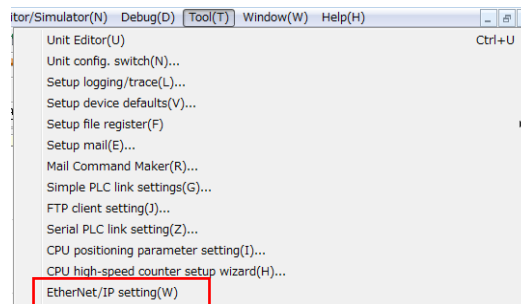 itor/Simulator(N) Debug(D) Tool(T) Window(W) Help(H)
Unit Editor(U) Ctrl+U
Unit config. switch(N)...
Setup logging/trace(L)...
Setup device defaults(V)...
Setup file register(F)
Setup mail(E)...
Mail Command Maker(R)...
Simple PLC link settings(G)...
FTP client setting(J)...
Serial PLC link setting(Z)...
CPU positioning parameter setting(I)...
CPU high-speed counter setup wizard(H)...
EtherNet/IP setting(W)